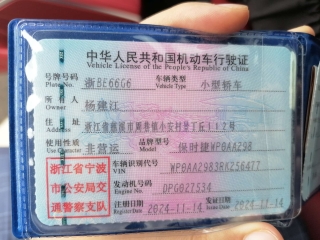 中华人民共和国机动车行驶证
Vehicle License of the People's Republic of China
号牌号码 浙BE66G6 车辆类型 小型轿车
Plate No. Vehicle Type
所有人 杨建江
Owner
住址 浙江省慈溪市周巷镇小安村登丁丘112号
Address
使用性质 非营运 品牌型号 保时捷WPBAA298
Use Character
浙江省宁波
市公安局交
通警察支队
车辆识别代号 WPBAA2983RKZ56477
VIN
发动机号码 DPG027534
Engine No.
注册日期 2024-11-14 发证日期 2024-11-14
Register Date Issue Date